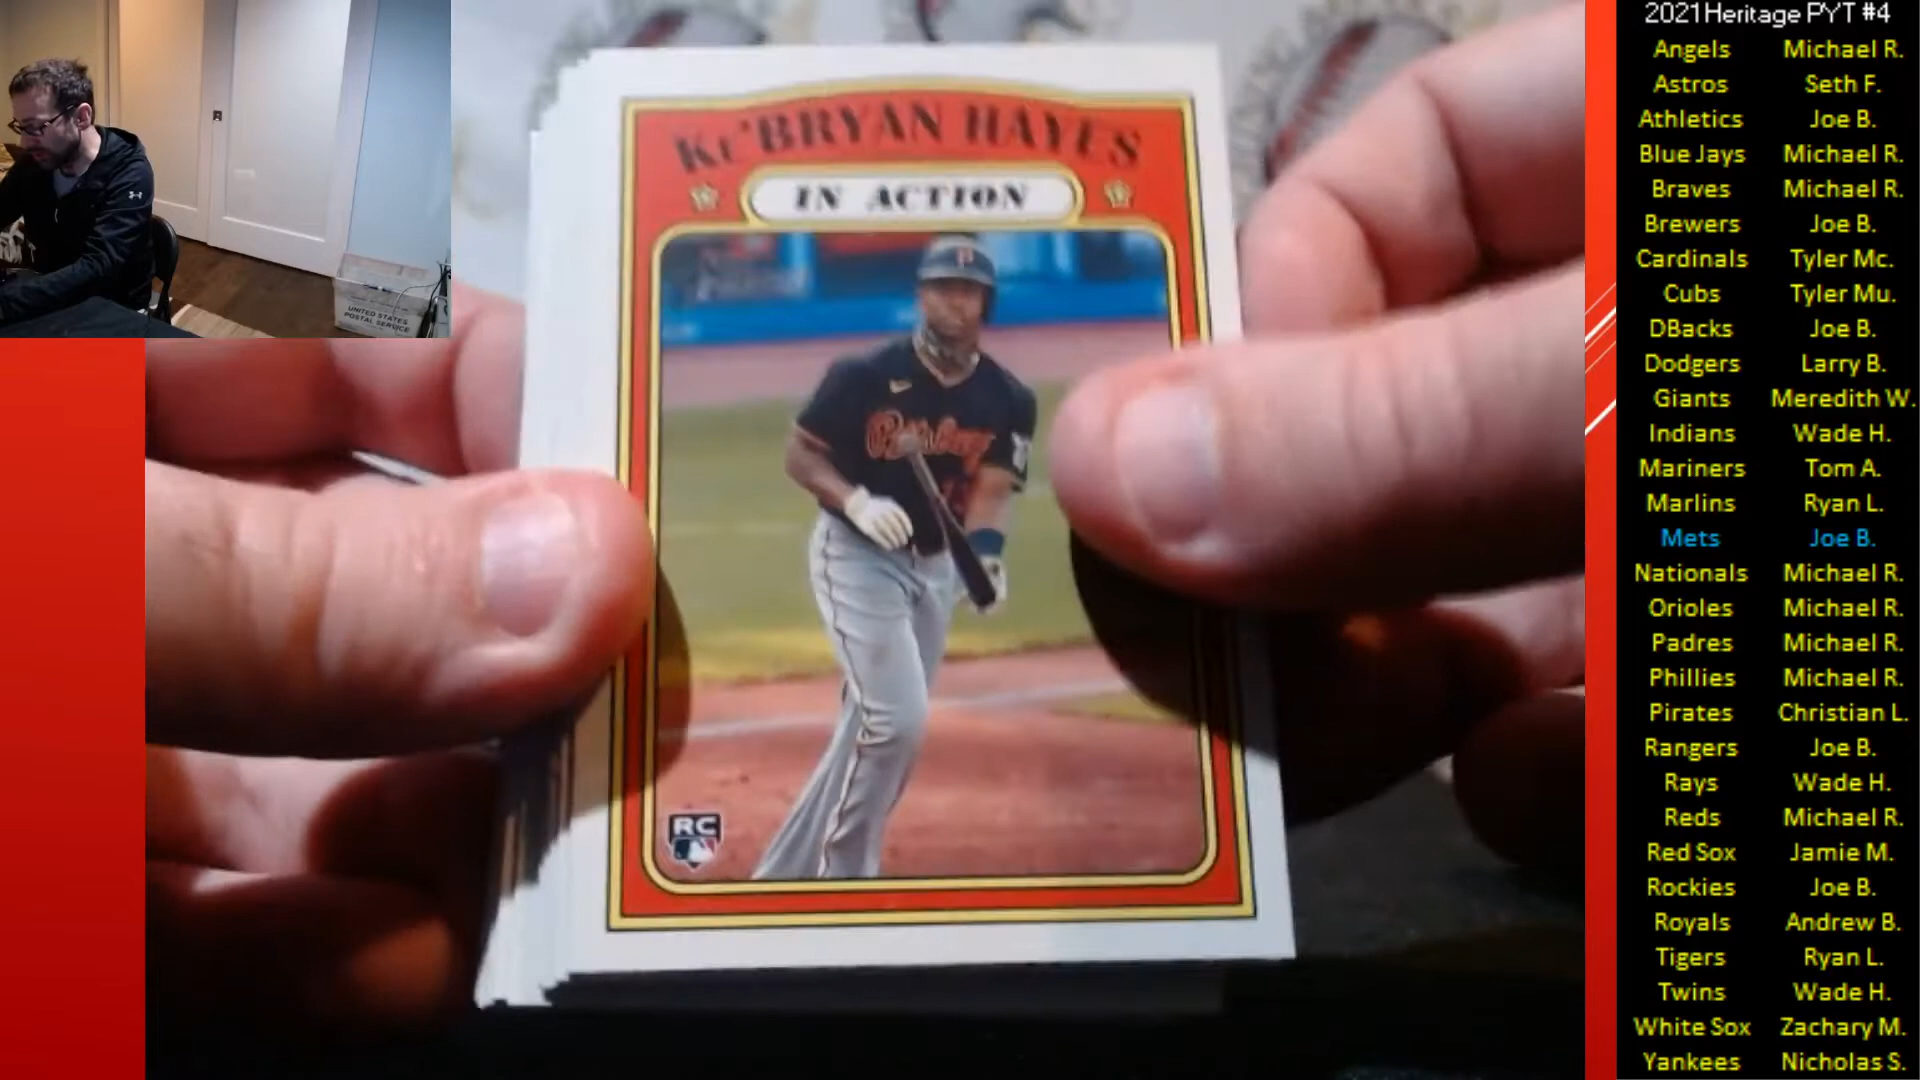 UNITED STATES
POSTAL SERVICE
Ke'BRYAN HAYES
IN ACTION
P
Pittsburgh
RC
2021 Heritage PYT #4
Angels Michael R.
Astros Seth F.
Athletics Joe B.
Blue Jays Michael R.
Braves Michael R.
Brewers Joe B.
Cardinals Tyler Mc.
Cubs Tyler Mu.
DBacks Joe B.
Dodgers Larry B.
Giants Meredith W.
Indians Wade H.
Mariners Tom A.
Marlins Ryan L.
Mets Joe B.
Nationals Michael R.
Orioles Michael R.
Padres Michael R.
Phillies Michael R.
Pirates Christian L.
Rangers Joe B.
Rays Wade H.
Reds Michael R.
Red Sox Jamie M.
Rockies Joe B.
Royals Andrew B.
Tigers Ryan L.
Twins Wade H.
White Sox Zachary M.
Yankees Nicholas S.